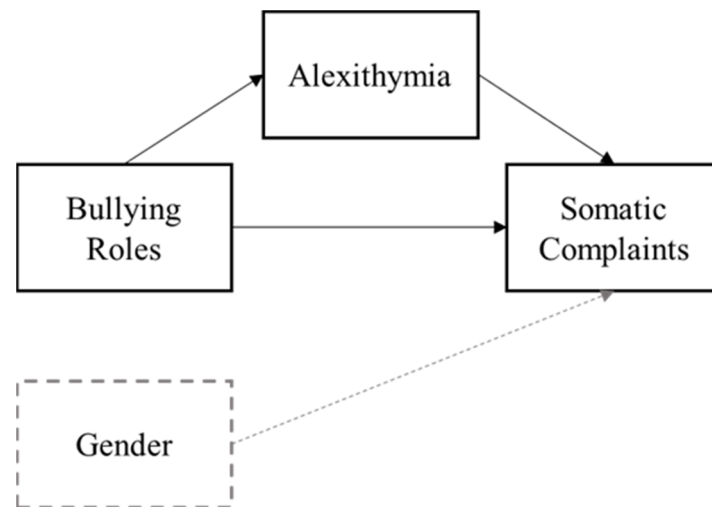 Alexithymia
Bullying
Roles
Somatic
Complaints
Gender